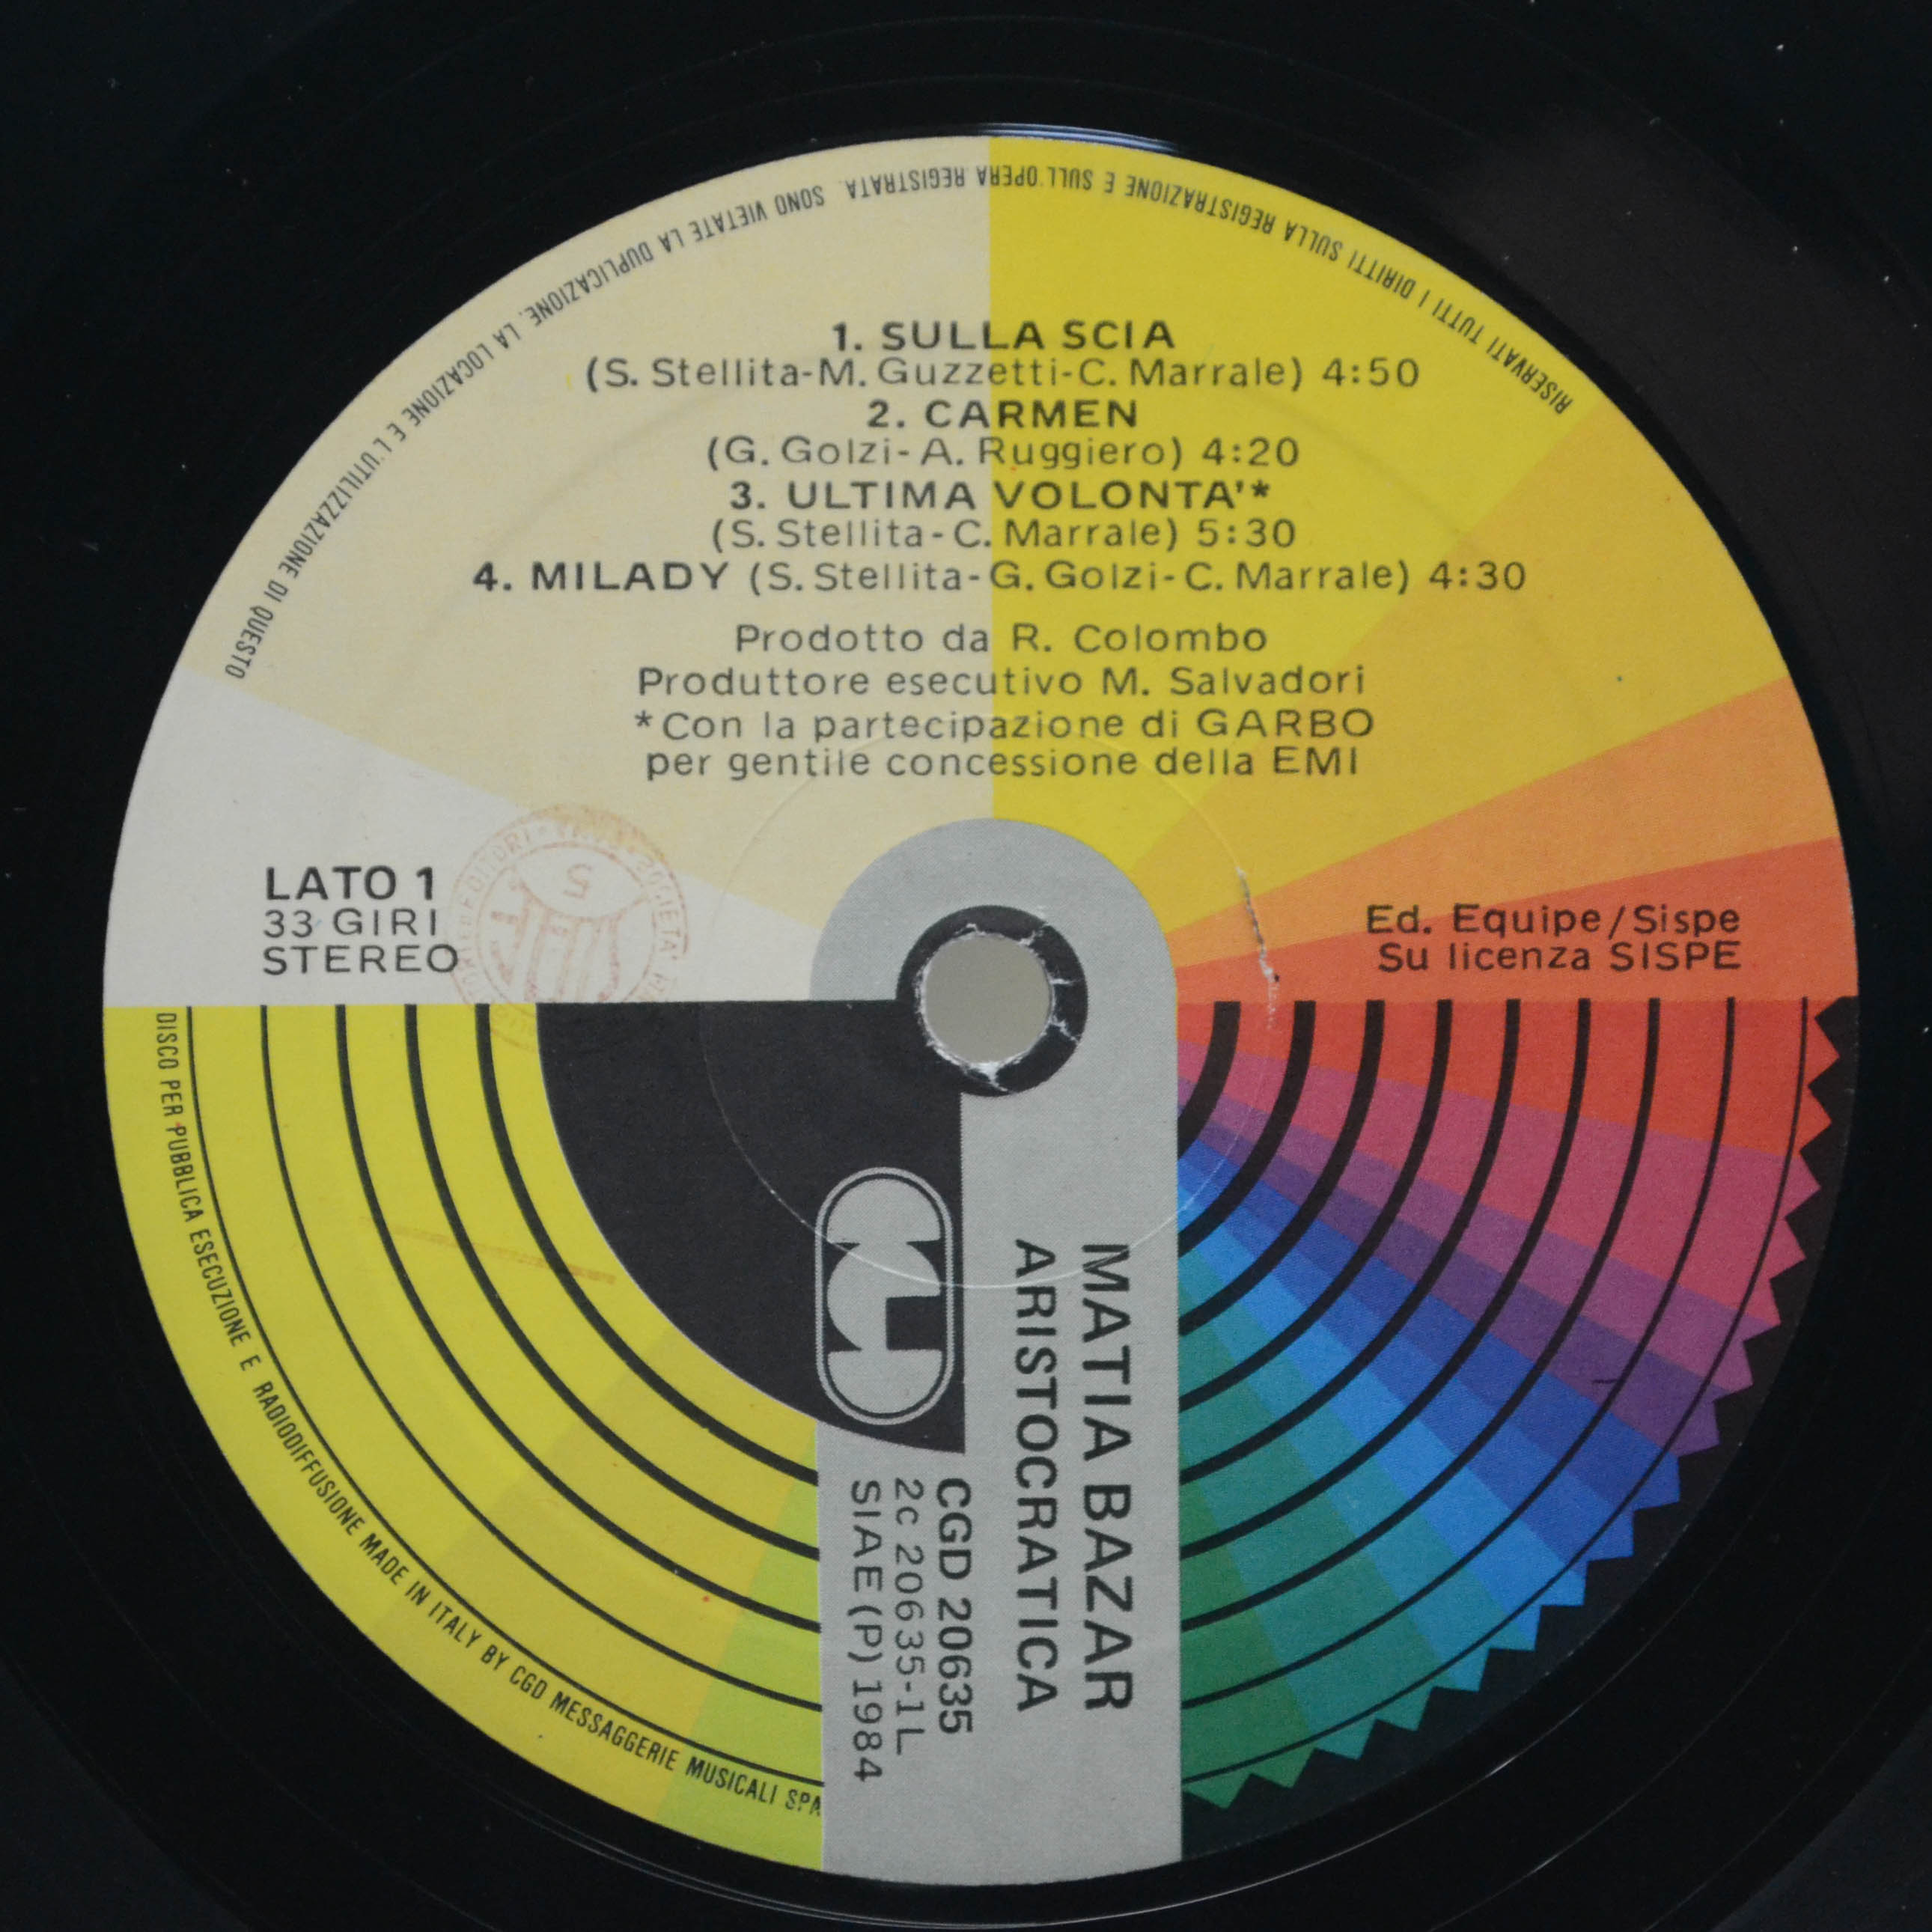 RISERVATI TUTTI I DIRITTI SULLA REGISTRAZIONE E SULL'OPERA REGISTRATA. SONO VIETATE LA DUPLICAZIONE, LA LOCAZIONE E L'UTILIZZAZIONE DI QUESTO
DISCO PER PUBBLICA ESECUZIONE E RADIODIFFUSIONE MADE IN ITALY BY CGD MESSAGGERIE MUSICALI SPA
1. SULLA SCIA
(S. Stellita-M. Guzzetti-C. Marrale) 4:50
2. CARMEN
(G. Golzi-A. Ruggiero) 4:20
3. ULTIMA VOLONTA'*
(S. Stellita-C. Marrale) 5:30
4. MILADY (S. Stellita-G. Golzi-C. Marrale) 4:30
Prodotto da R. Colombo
Produttore esecutivo M. Salvadori
*Con la partecipazione di GARBO
per gentile concessione della EMI
LATO 1
33 GIRI
STEREO
Ed. Equipe/Sispe
Su licenza SISPE
MATIA BAZAR
ARISTOCRATICA
CGD 20635
2c 20635-1L
SIAE (P) 1984